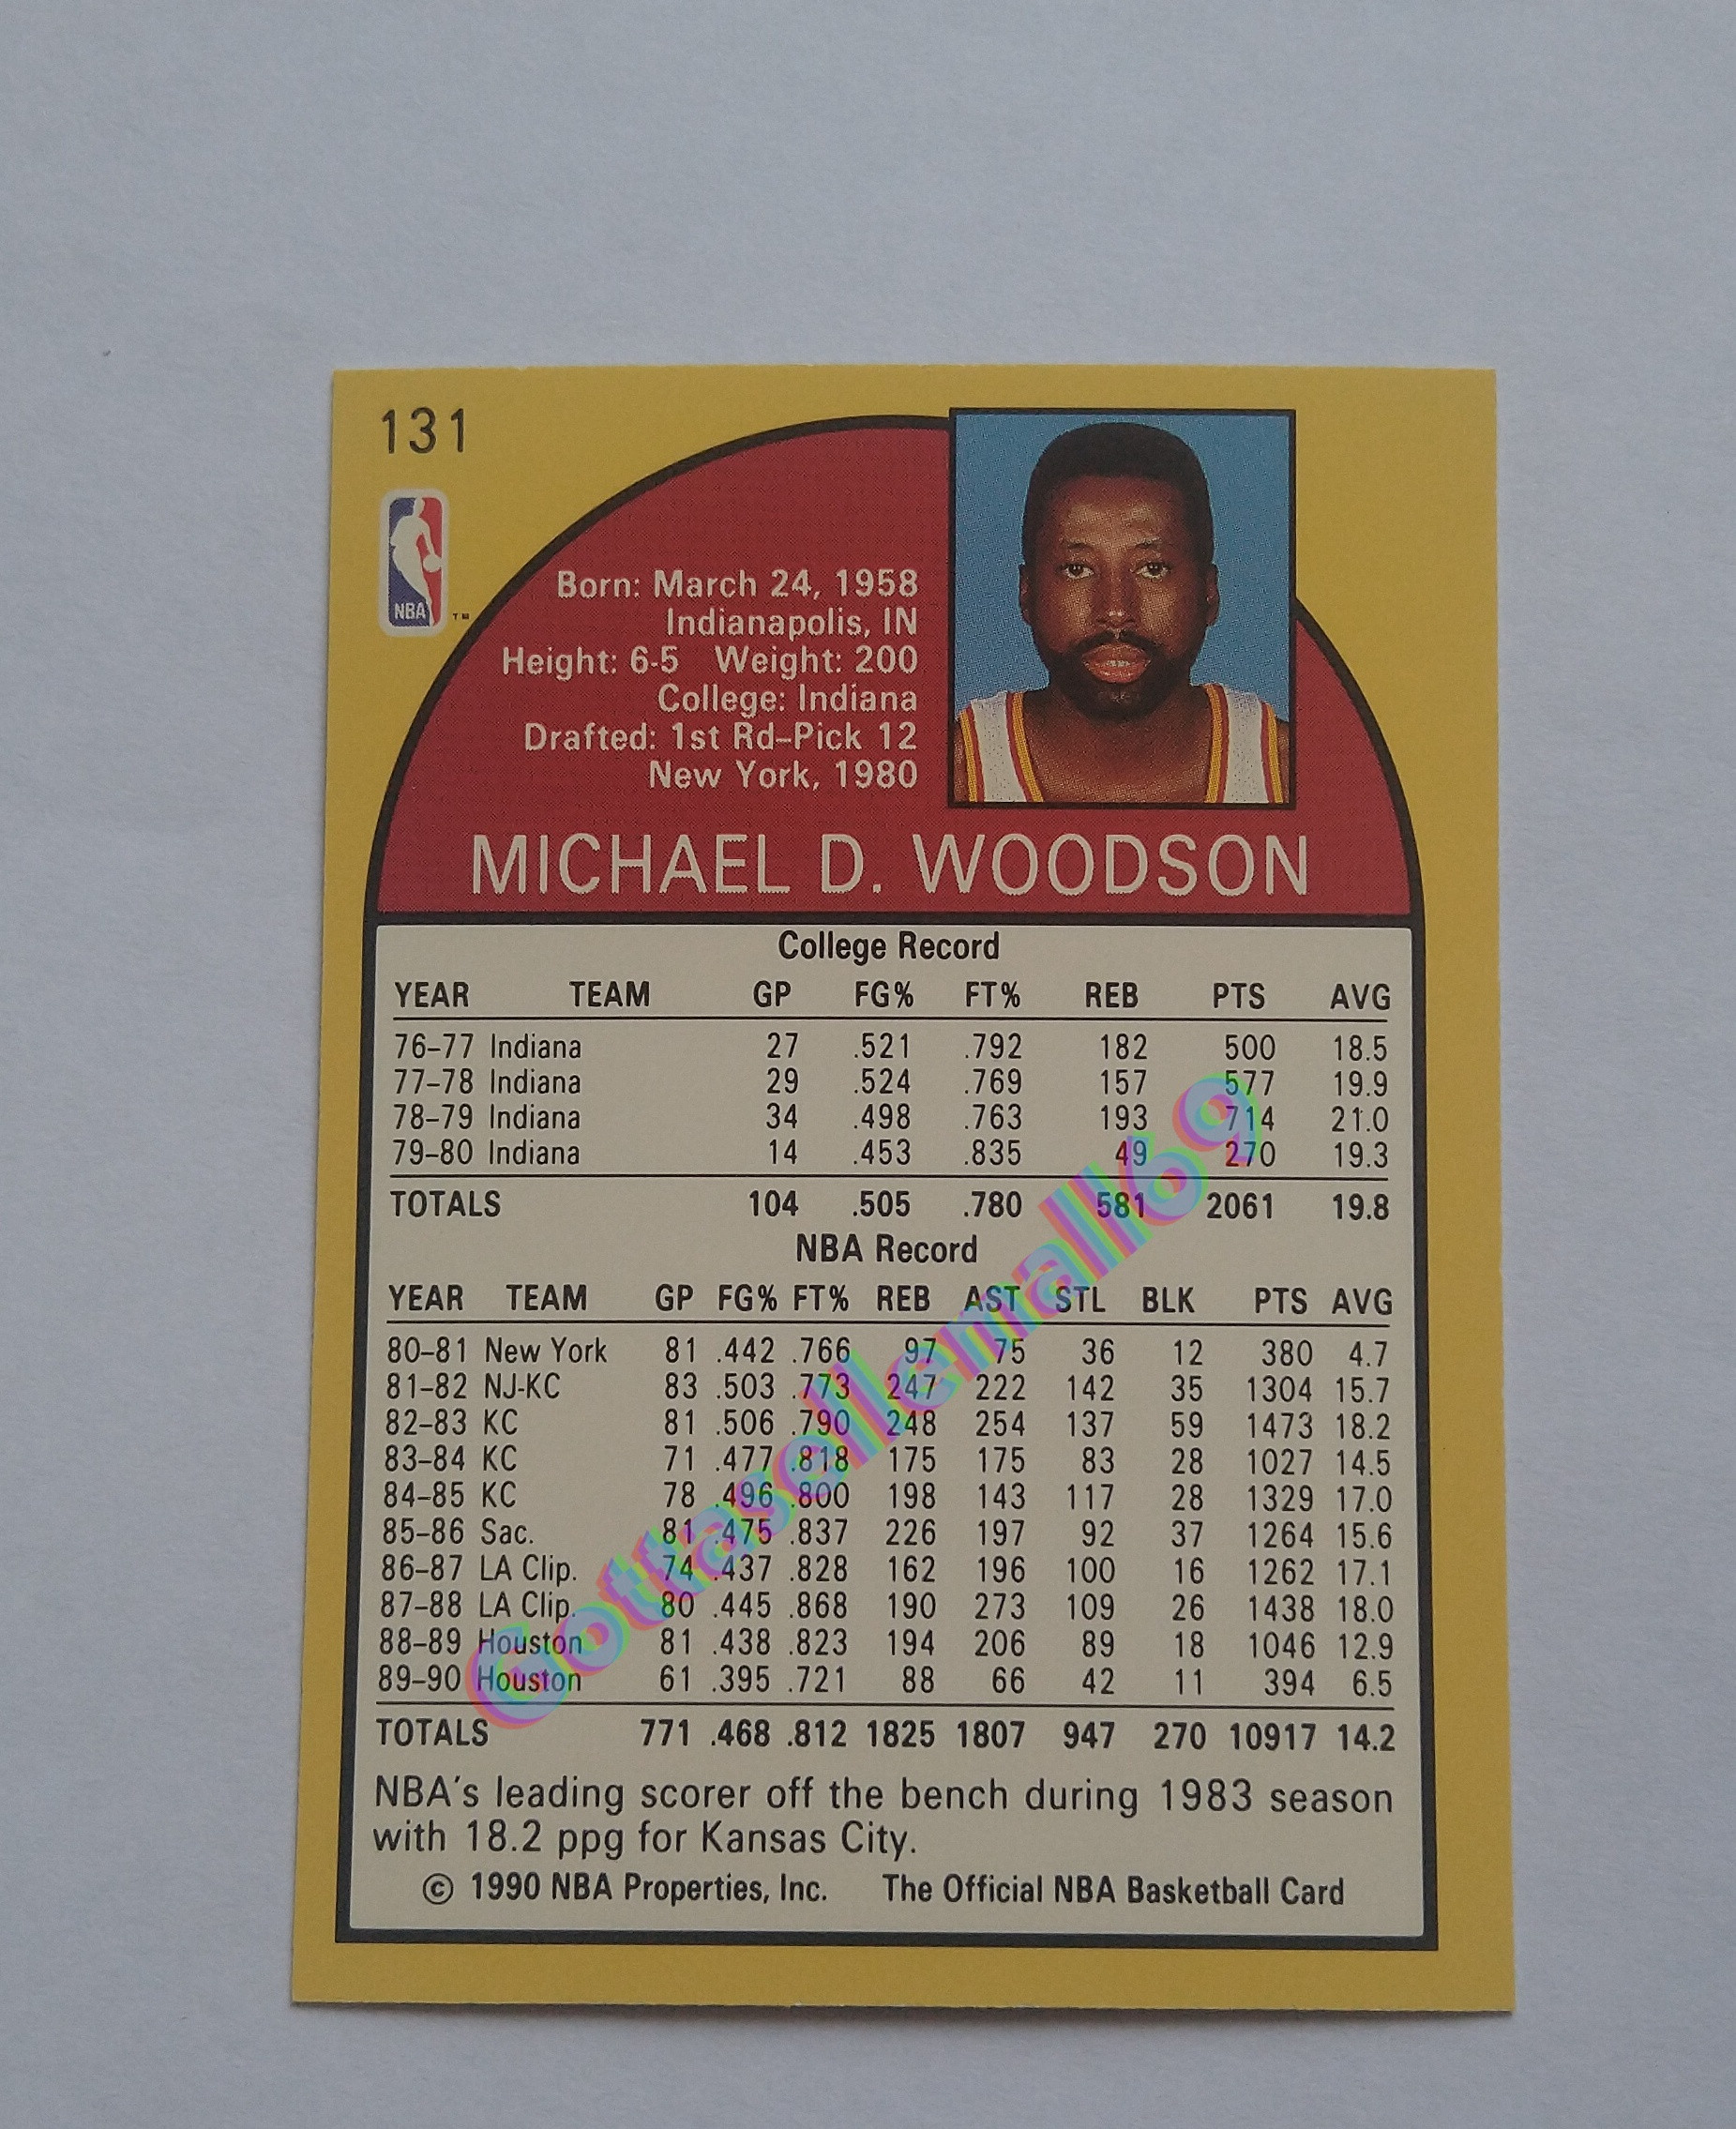 131
NBA
TM
Born: March 24, 1958
Indianapolis, IN
Height: 6-5 Weight: 200
College: Indiana
Drafted: 1st Rd–Pick 12
New York, 1980
MICHAEL D. WOODSON
College Record
YEAR TEAM GP FG% FT% REB PTS AVG
76–77 Indiana 27 .521 .792 182 500 18.5
77–78 Indiana 29 .524 .769 157 577 19.9
78–79 Indiana 34 .498 .763 193 714 21.0
79–80 Indiana 14 .453 .835 49 270 19.3
TOTALS 104 .505 .780 581 2061 19.8
NBA Record
YEAR TEAM GP FG% FT% REB AST STL BLK PTS AVG
80–81 New York 81 .442 .766 97 75 36 12 380 4.7
81–82 NJ-KC 83 .503 .773 247 222 142 35 1304 15.7
82–83 KC 81 .506 .790 248 254 137 59 1473 18.2
83–84 KC 71 .477 .818 175 175 83 28 1027 14.5
84–85 KC 78 .496 .800 198 143 117 28 1329 17.0
85–86 Sac. 81 .475 .837 226 197 92 37 1264 15.6
86–87 LA Clip. 74 .437 .828 162 196 100 16 1262 17.1
87–88 LA Clip. 80 .445 .868 190 273 109 26 1438 18.0
88–89 Houston 81 .438 .823 194 206 89 18 1046 12.9
89–90 Houston 61 .395 .721 88 66 42 11 394 6.5
TOTALS 771 .468 .812 1825 1807 947 270 10917 14.2
NBA's leading scorer off the bench during 1983 season
with 18.2 ppg for Kansas City.
© 1990 NBA Properties, Inc. The Official NBA Basketball Card
Gottasellemall69